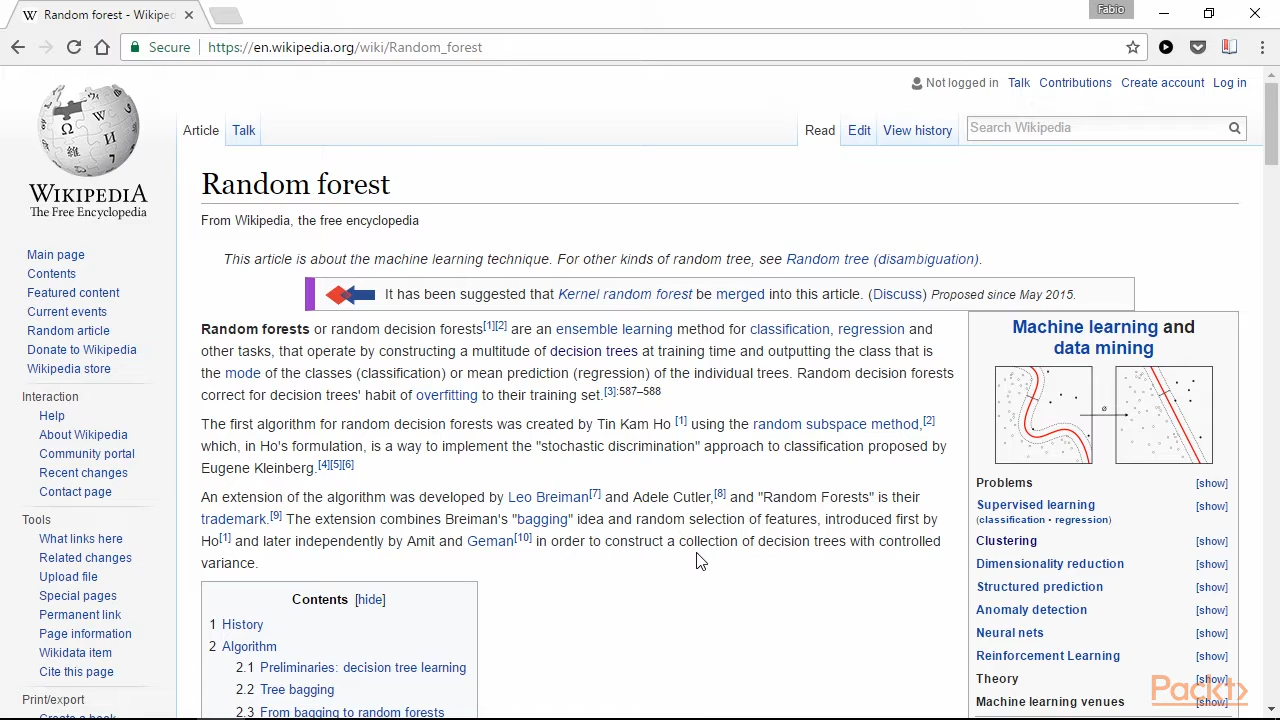 Random forest - Wikiped
Fabio
Secure
https://en.wikipedia.org/wiki/Random_forest
Not logged in Talk Contributions Create account Log in
Article Talk Read Edit View history Search Wikipedia
WIKIPEDIA
The Free Encyclopedia
Main page
Contents
Featured content
Current events
Random article
Donate to Wikipedia
Wikipedia store
Interaction
Help
About Wikipedia
Community portal
Recent changes
Contact page
Tools
What links here
Related changes
Upload file
Special pages
Permanent link
Page information
Wikidata item
Cite this page
Print/export
Create a book
Random forest
From Wikipedia, the free encyclopedia
This article is about the machine learning technique. For other kinds of random tree, see Random tree (disambiguation).
It has been suggested that Kernel random forest be merged into this article. (Discuss) Proposed since May 2015.
Random forests or random decision forests[1][2] are an ensemble learning method for classification, regression and
other tasks, that operate by constructing a multitude of decision trees at training time and outputting the class that is
the mode of the classes (classification) or mean prediction (regression) of the individual trees. Random decision forests
correct for decision trees' habit of overfitting to their training set.[3]:587–588
The first algorithm for random decision forests was created by Tin Kam Ho [1] using the random subspace method,[2]
which, in Ho's formulation, is a way to implement the "stochastic discrimination" approach to classification proposed by
Eugene Kleinberg.[4][5][6]
An extension of the algorithm was developed by Leo Breiman[7] and Adele Cutler,[8] and "Random Forests" is their
trademark.[9] The extension combines Breiman's "bagging" idea and random selection of features, introduced first by
Ho[1] and later independently by Amit and Geman[10] in order to construct a collection of decision trees with controlled
variance.
Contents [hide]
1 History
2 Algorithm
2.1 Preliminaries: decision tree learning
2.2 Tree bagging
2.3 From bagging to random forests
Machine learning and
data mining
Problems [show]
Supervised learning [show]
(classification • regression)
Clustering [show]
Dimensionality reduction [show]
Structured prediction [show]
Anomaly detection [show]
Neural nets [show]
Reinforcement Learning [show]
Theory [show]
Machine learning venues [show]
Packt